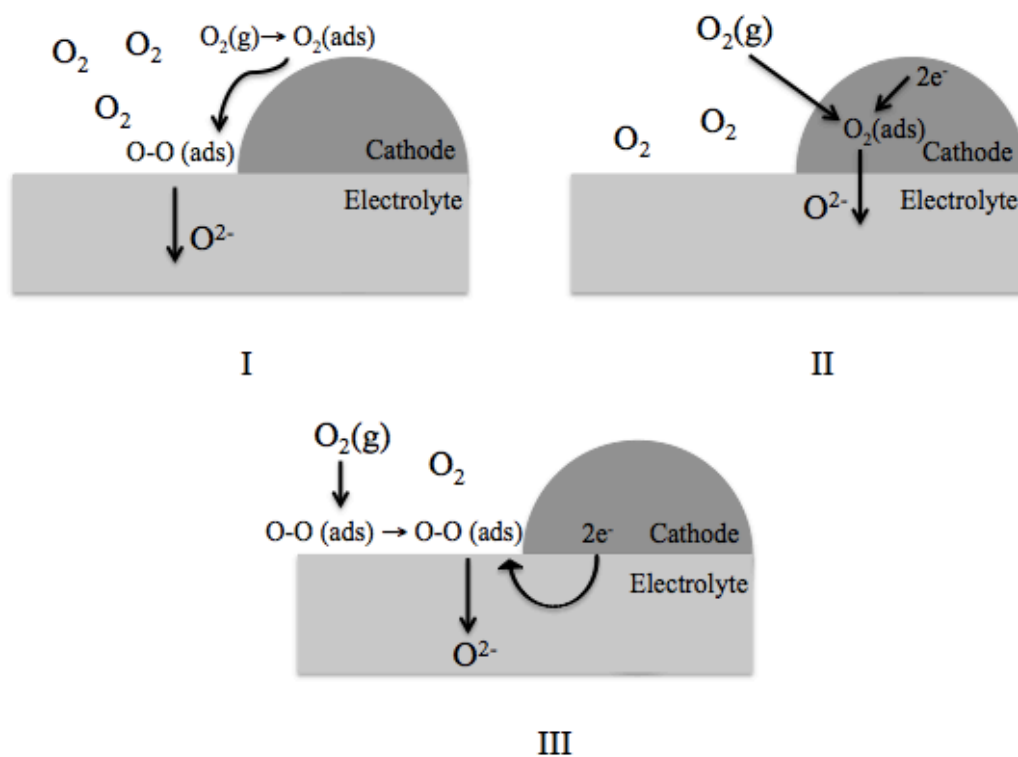 O₂ O₂ O₂(g)→ O₂(ads)
O₂
O-O (ads)
Cathode
Electrolyte
O²⁻
I
O₂(g)
2e⁻
O₂ O₂ O₂(ads)
Cathode
O²⁻ Electrolyte
II
O₂(g)
O₂
O-O (ads) → O-O (ads) 2e⁻ Cathode
Electrolyte
O²⁻
III